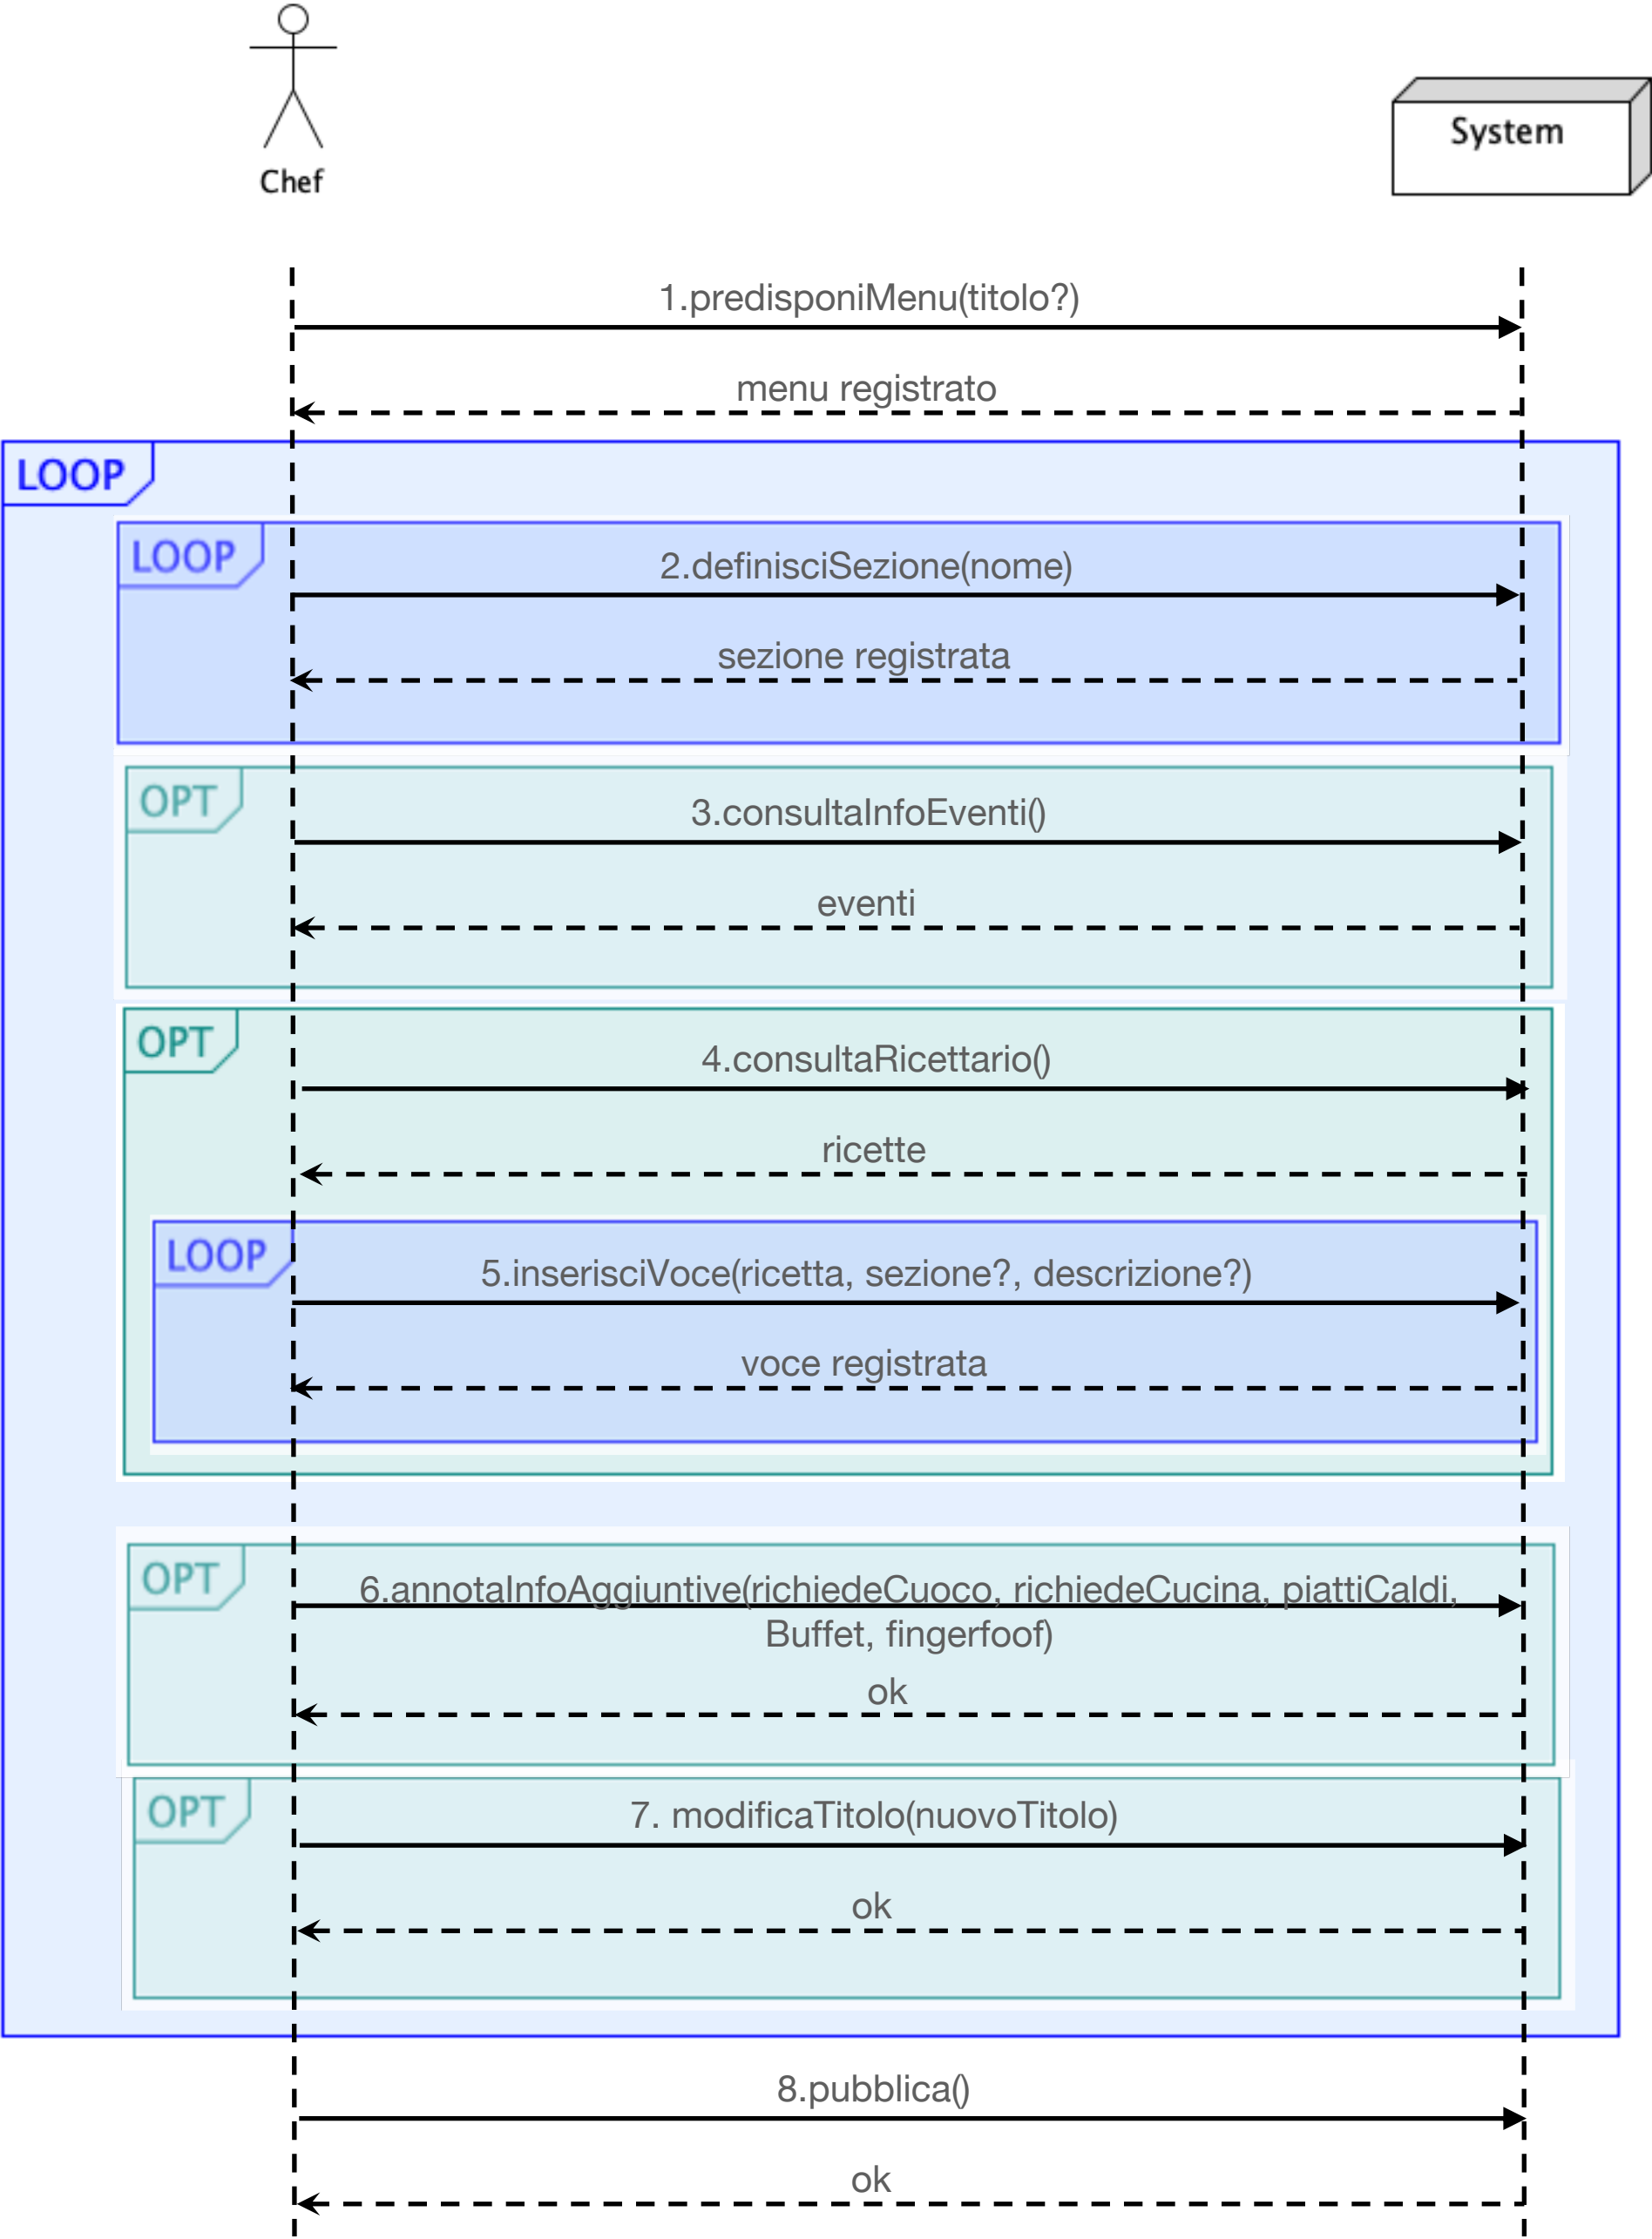 Chef
System
1.predisponiMenu(titolo?)
menu registrato
LOOP
LOOP
2.definisciSezione(nome)
sezione registrata
OPT
3.consultaInfoEventi()
eventi
OPT
4.consultaRicettario()
ricette
LOOP
5.inserisciVoce(ricetta, sezione?, descrizione?)
voce registrata
OPT
6.annotaInfoAggiuntive(richiedeCuoco, richiedeCucina, piattiCaldi,
Buffet, fingerfoof)
ok
OPT
7. modificaTitolo(nuovoTitolo)
ok
8.pubblica()
ok